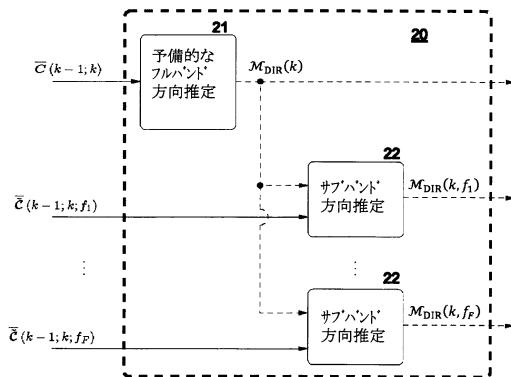 21
20
予備的な
フルバンド
方向推定
C̅ (k−1; k)
ℳDIR(k)
22
サブバンド
方向推定
ℳDIR(k, f1)
C̿ (k−1; k; f1)
⋮
⋮
22
サブバンド
方向推定
ℳDIR(k, fF)
C̿ (k−1; k; fF)